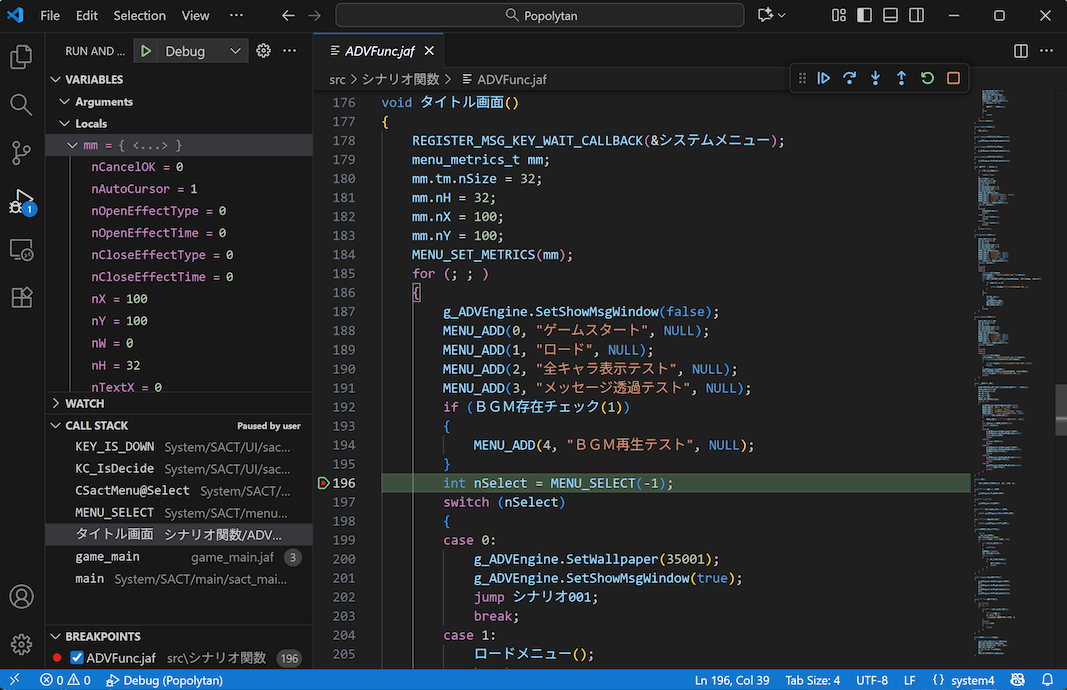 File Edit Selection View ··· Popolytan
RUN AND ... Debug ···
ADVFunc.jaf
src > シナリオ関数 > ADVFunc.jaf
VARIABLES
Arguments
Locals
mm = { <...> }
nCancelOK = 0
nAutoCursor = 1
nOpenEffectType = 0
nOpenEffectTime = 0
nCloseEffectType = 0
nCloseEffectTime = 0
nX = 100
nY = 100
nW = 0
nH = 32
nTextX = 0
WATCH
CALL STACK Paused by user
KEY_IS_DOWN System/SACT/UI/sac...
KC_IsDecide System/SACT/UI/sac...
CSactMenu@Select System/SACT/...
MENU_SELECT System/SACT/menu...
タイトル画面 シナリオ関数/ADV...
game_main game_main.jaf 3
main System/SACT/main/sact_mai...
BREAKPOINTS
ADVFunc.jaf src\シナリオ関数 196
1
176 void タイトル画面()
177 {
178 REGISTER_MSG_KEY_WAIT_CALLBACK(&システムメニュー);
179 menu_metrics_t mm;
180 mm.tm.nSize = 32;
181 mm.nH = 32;
182 mm.nX = 100;
183 mm.nY = 100;
184 MENU_SET_METRICS(mm);
185 for (; ; )
186 {
187 g_ADVEngine.SetShowMsgWindow(false);
188 MENU_ADD(0, "ゲームスタート", NULL);
189 MENU_ADD(1, "ロード", NULL);
190 MENU_ADD(2, "全キャラ表示テスト", NULL);
191 MENU_ADD(3, "メッセージ透過テスト", NULL);
192 if (ＢＧＭ存在チェック(1))
193 {
194 MENU_ADD(4, "ＢＧＭ再生テスト", NULL);
195 }
196 int nSelect = MENU_SELECT(-1);
197 switch (nSelect)
198 {
199 case 0:
200 g_ADVEngine.SetWallpaper(35001);
201 g_ADVEngine.SetShowMsgWindow(true);
202 jump シナリオ001;
203 break;
204 case 1:
205 ロードメニュー();
0 0 Debug (Popolytan) Ln 196, Col 39 Tab Size: 4 UTF-8 LF {} system4